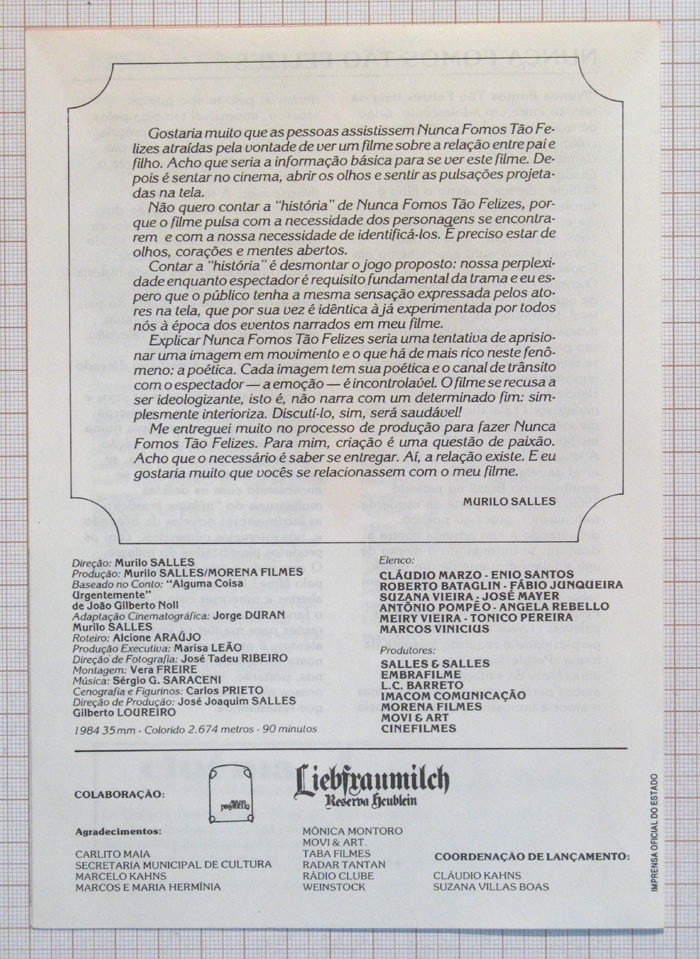 Gostaria muito que as pessoas assistissem Nunca Fomos Tão Fe-
lizes atraídas pela vontade de ver um filme sobre a relação entre pai e
filho. Acho que seria a informação básica para se ver este filme. De-
pois é sentar no cinema, abrir os olhos e sentir as pulsações projeta-
das na tela.
Não quero contar a "história" de Nunca Fomos Tão Felizes, por-
que o filme pulsa com a necessidade dos personagens se encontra-
rem e com a nossa necessidade de identificá-los. É preciso estar de
olhos, corações e mentes abertos.
Contar a "história" é desmontar o jogo proposto: nossa perplexi-
dade enquanto espectador é requisito fundamental da trama e eu es-
pero que o público tenha a mesma sensação expressada pelos ato-
res na tela, que por sua vez é idêntica à já experimentada por todos
nós à época dos eventos narrados em meu filme.
Explicar Nunca Fomos Tão Felizes seria uma tentativa de aprisio-
nar uma imagem em movimento e o que há de mais rico neste fenô-
meno: a poética. Cada imagem tem sua poética e o canal de trânsito
com o espectador — a emoção — é incontrolável. O filme se recusa a
ser ideologizante, isto é, não narra com um determinado fim: sim-
plesmente interioriza. Discutí-lo, sim, será saudável!
Me entreguei muito no processo de produção para fazer Nunca
Fomos Tão Felizes. Para mim, criação é uma questão de paixão.
Acho que o necessário é saber se entregar. Aí, a relação existe. E eu
gostaria muito que vocês se relacionassem com o meu filme.
MURILO SALLES
Direção: Murilo SALLES
Produção: Murilo SALLES/MORENA FILMES
Baseado no Conto: "Alguma Coisa
Urgentemente"
de João Gilberto Noll
Adaptação Cinematográfica: Jorge DURAN
Murilo SALLES
Roteiro: Alcione ARAÚJO
Produção Executiva: Marisa LEÃO
Direção de Fotografia: José Tadeu RIBEIRO
Montagem: Vera FREIRE
Música: Sérgio G. SARACENI
Cenografia e Figurinos: Carlos PRIETO
Direção de Produção: José Joaquim SALLES
Gilberto LOUREIRO
1984 35mm - Colorido 2.674 metros - 90 minutos
Elenco:
CLÁUDIO MARZO - ENIO SANTOS
ROBERTO BATAGLIN - FÁBIO JUNQUEIRA
SUZANA VIEIRA - JOSÉ MAYER
ANTÔNIO POMPÊO - ANGELA REBELLO
MEIRY VIEIRA - TONICO PEREIRA
MARCOS VINICIUS
Produtores:
SALLES & SALLES
EMBRAFILME
L.C. BARRETO
IMACOM COMUNICAÇÃO
MORENA FILMES
MOVI & ART
CINEFILMES
COLABORAÇÃO:
Liebfraumilch
Reserva Heublein
Agradecimentos:
CARLITO MAIA
SECRETARIA MUNICIPAL DE CULTURA
MARCELO KAHNS
MARCOS E MARIA HERMÍNIA
MÔNICA MONTORO
MOVI & ART
TABA FILMES
RADAR TANTAN
RÁDIO CLUBE
WEINSTOCK
COORDENAÇÃO DE LANÇAMENTO:
CLÁUDIO KAHNS
SUZANA VILLAS BOAS
IMPRENSA OFICIAL DO ESTADO